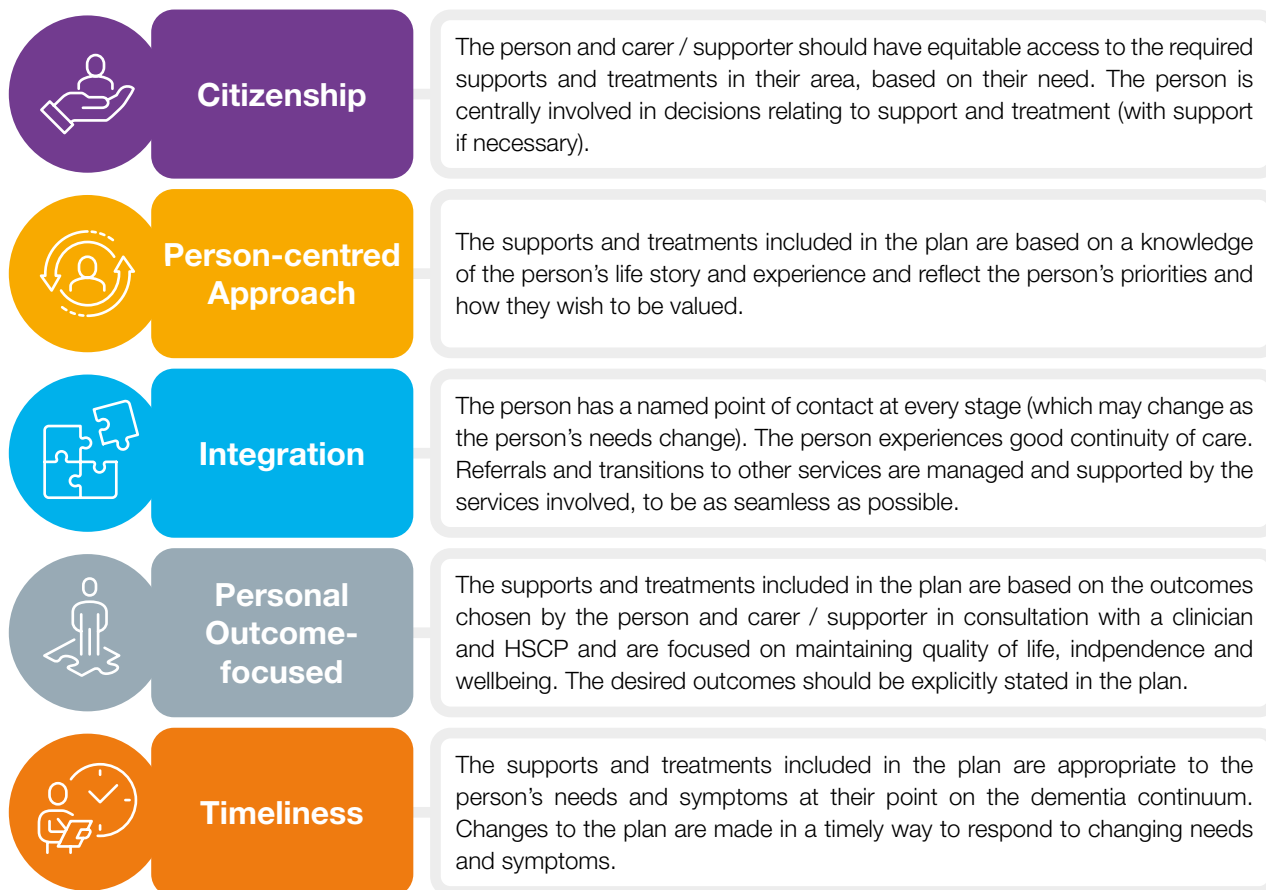 Citizenship
The person and carer / supporter should have equitable access to the required
supports and treatments in their area, based on their need. The person is
centrally involved in decisions relating to support and treatment (with support
if necessary).
Person-centred
Approach
The supports and treatments included in the plan are based on a knowledge
of the person's life story and experience and reflect the person's priorities and
how they wish to be valued.
Integration
The person has a named point of contact at every stage (which may change as
the person's needs change). The person experiences good continuity of care.
Referrals and transitions to other services are managed and supported by the
services involved, to be as seamless as possible.
Personal
Outcome-
focused
The supports and treatments included in the plan are based on the outcomes
chosen by the person and carer / supporter in consultation with a clinician
and HSCP and are focused on maintaining quality of life, indpendence and
wellbeing. The desired outcomes should be explicitly stated in the plan.
Timeliness
The supports and treatments included in the plan are appropriate to the
person's needs and symptoms at their point on the dementia continuum.
Changes to the plan are made in a timely way to respond to changing needs
and symptoms.